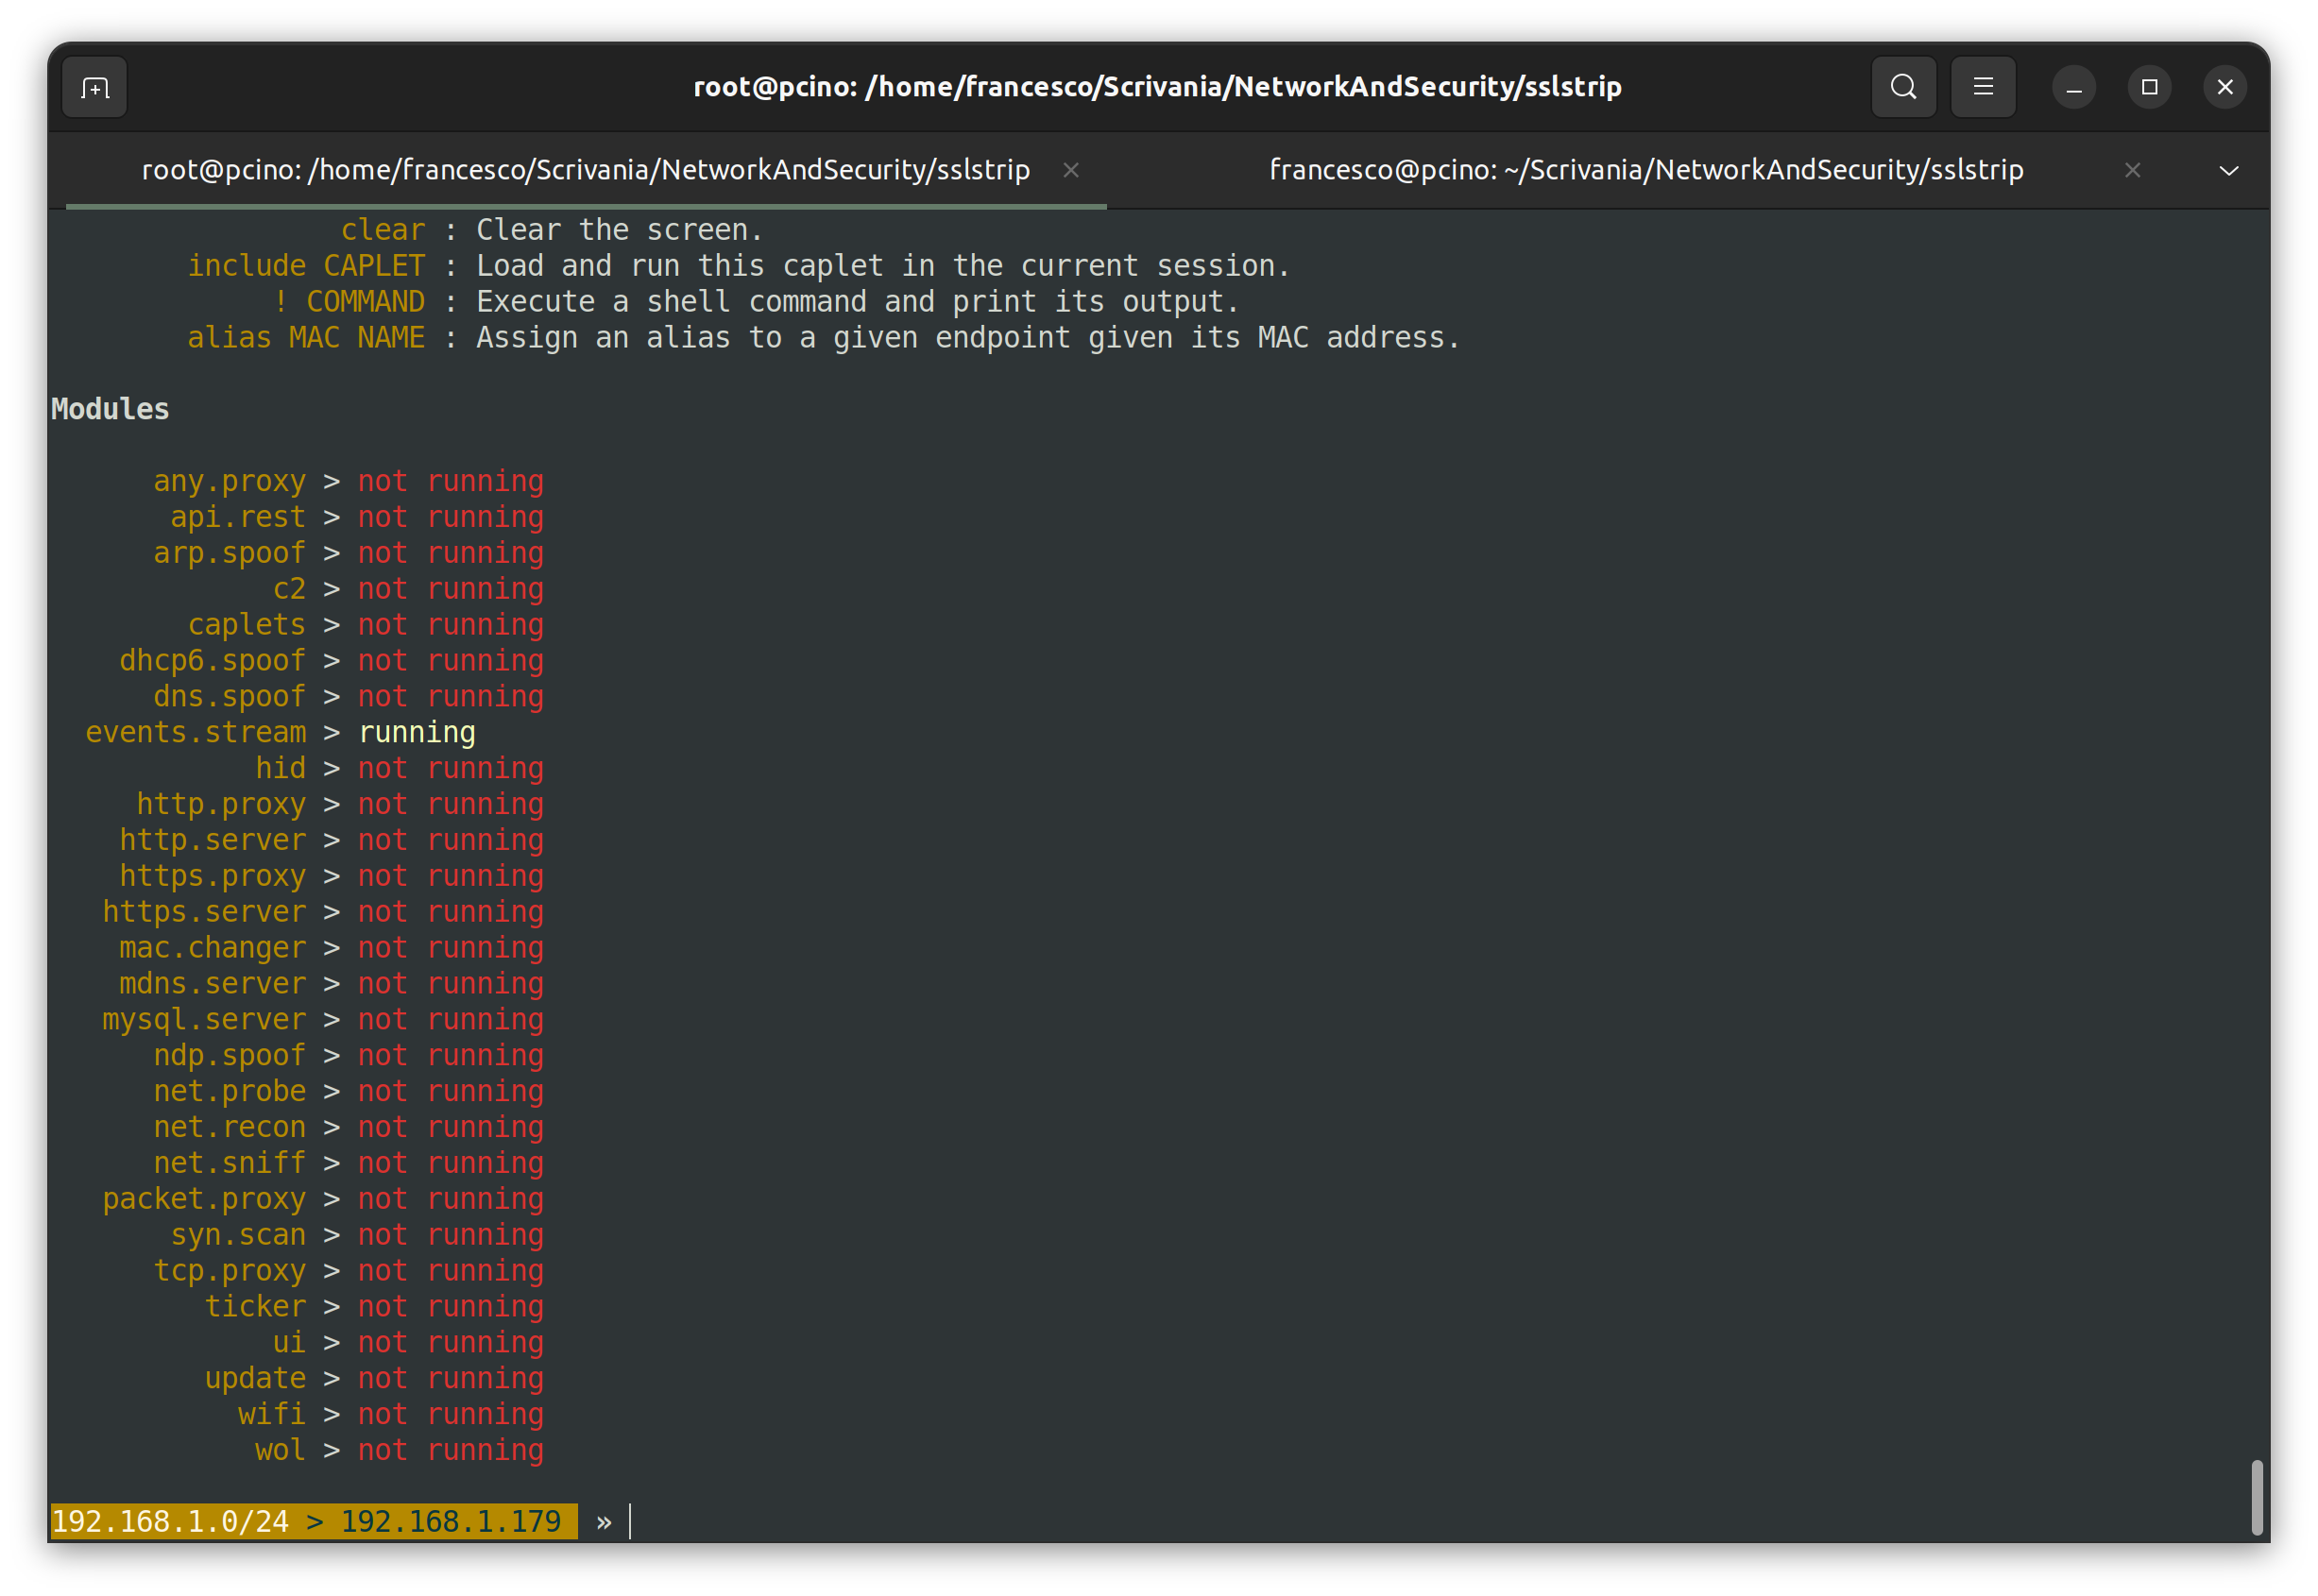 root@pcino: /home/francesco/Scrivania/NetworkAndSecurity/sslstrip
root@pcino: /home/francesco/Scrivania/NetworkAndSecurity/sslstrip
francesco@pcino: ~/Scrivania/NetworkAndSecurity/sslstrip
clear : Clear the screen.
include CAPLET : Load and run this caplet in the current session.
! COMMAND : Execute a shell command and print its output.
alias MAC NAME : Assign an alias to a given endpoint given its MAC address.
Modules
any.proxy > not running
api.rest > not running
arp.spoof > not running
c2 > not running
caplets > not running
dhcp6.spoof > not running
dns.spoof > not running
events.stream > running
hid > not running
http.proxy > not running
http.server > not running
https.proxy > not running
https.server > not running
mac.changer > not running
mdns.server > not running
mysql.server > not running
ndp.spoof > not running
net.probe > not running
net.recon > not running
net.sniff > not running
packet.proxy > not running
syn.scan > not running
tcp.proxy > not running
ticker > not running
ui > not running
update > not running
wifi > not running
wol > not running
192.168.1.0/24 > 192.168.1.179 »